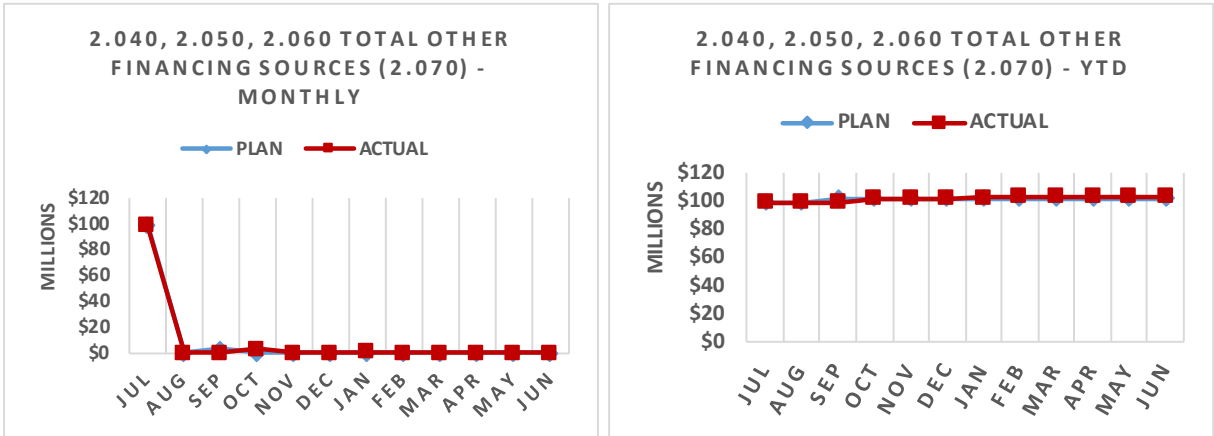 2.040, 2.050, 2.060 TOTAL OTHER
FINANCING SOURCES (2.070) -
MONTHLY
PLAN ACTUAL
MILLIONS
$120
$100
$80
$60
$40
$20
$0
JUL AUG SEP OCT NOV DEC JAN FEB MAR APR MAY JUN
2.040, 2.050, 2.060 TOTAL OTHER
FINANCING SOURCES (2.070) - YTD
PLAN ACTUAL
MILLIONS
$120
$100
$80
$60
$40
$20
$0
JUL AUG SEP OCT NOV DEC JAN FEB MAR APR MAY JUN